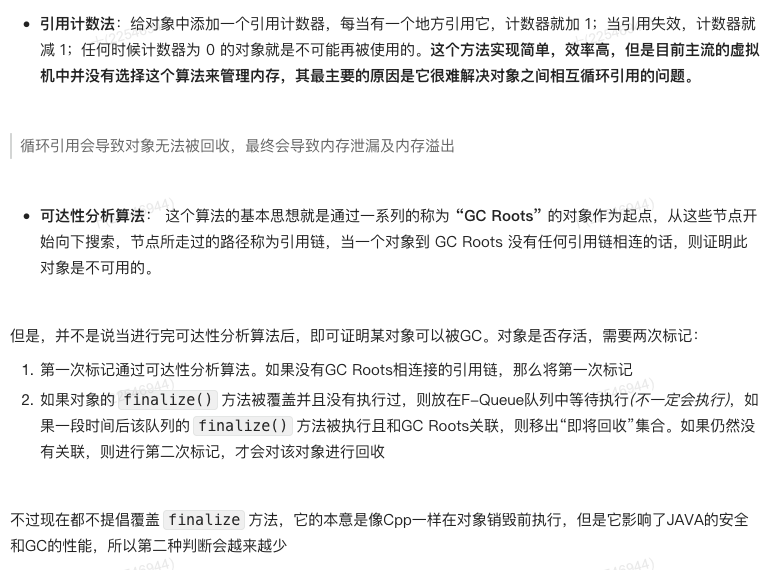 • 引用计数法：给对象中添加一个引用计数器，每当有一个地方引用它，计数器就加 1；当引用失效，计数器就
减 1；任何时候计数器为 0 的对象就是不可能再被使用的。这个方法实现简单，效率高，但是目前主流的虚拟
机中并没有选择这个算法来管理内存，其最主要的原因是它很难解决对象之间相互循环引用的问题。
循环引用会导致对象无法被回收，最终会导致内存泄漏及内存溢出
• 可达性分析算法： 这个算法的基本思想就是通过一系列的称为 “GC Roots” 的对象作为起点，从这些节点开
始向下搜索，节点所走过的路径称为引用链，当一个对象到 GC Roots 没有任何引用链相连的话，则证明此
对象是不可用的。
但是，并不是说当进行完可达性分析算法后，即可证明某对象可以被GC。对象是否存活，需要两次标记：
1. 第一次标记通过可达性分析算法。如果没有GC Roots相连接的引用链，那么将第一次标记
2. 如果对象的 finalize() 方法被覆盖并且没有执行过，则放在F-Queue队列中等待执行(不一定会执行)，如
果一段时间后该队列的 finalize() 方法被执行且和GC Roots关联，则移出“即将回收”集合。如果仍然没
有关联，则进行第二次标记，才会对该对象进行回收
不过现在都不提倡覆盖 finalize 方法，它的本意是像Cpp一样在对象销毁前执行，但是它影响了JAVA的安全
和GC的性能，所以第二种判断会越来越少